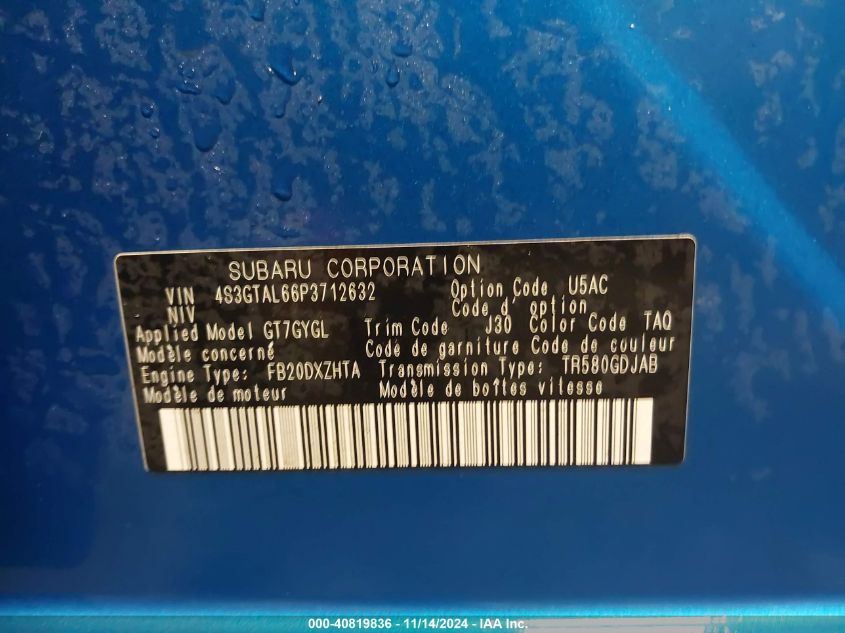 SUBARU CORPORATION
VIN 4S3GTAL66P3712632 Option Code U5AC
NIV Code d' option
Applied Model GT7GYGL Trim Code J30 Color Code TAQ
Modèle concerné Code de garniture Code de couleur
Engine Type: FB20DXZHTA Transmission Type: TR580GDJAB
Modèle de moteur Modèle de boîtes vitesse
000-40819836 - 11/14/2024 - IAA Inc.